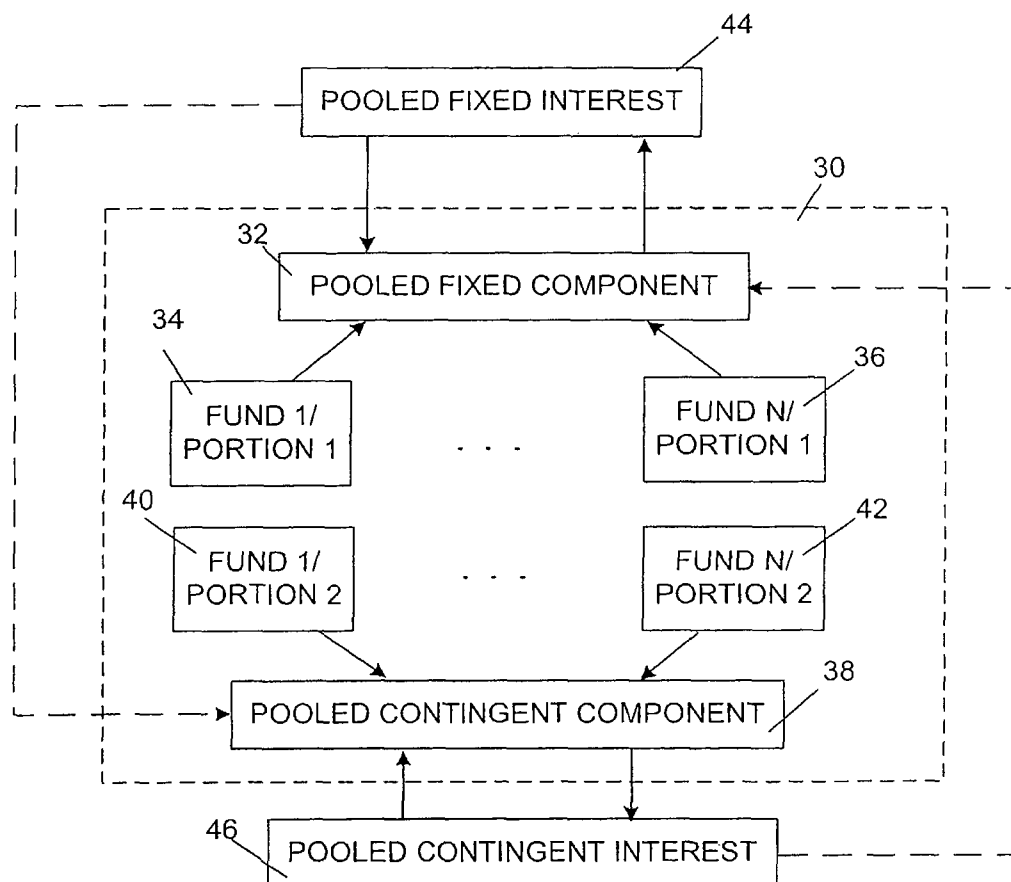 44
POOLED FIXED INTEREST
30
32
POOLED FIXED COMPONENT
34
36
FUND 1/
PORTION 1
. . .
FUND N/
PORTION 1
40
42
FUND 1/
PORTION 2
. . .
FUND N/
PORTION 2
38
POOLED CONTINGENT COMPONENT
46
POOLED CONTINGENT INTEREST